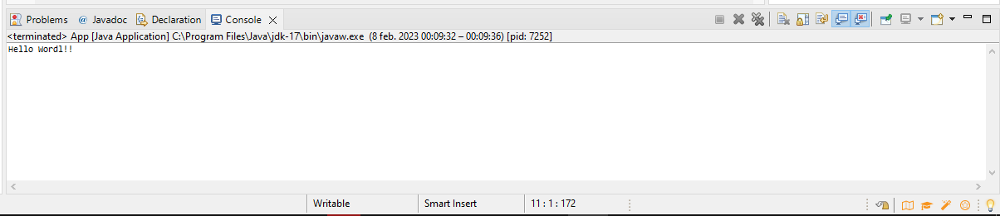 Problems @ Javadoc Declaration Console
<terminated> App [Java Application] C:\Program Files\Java\jdk-17\bin\javaw.exe (8 feb. 2023 00:09:32 – 00:09:36) [pid: 7252]
Hello Wordl!!
Writable Smart Insert 11 : 1 : 172